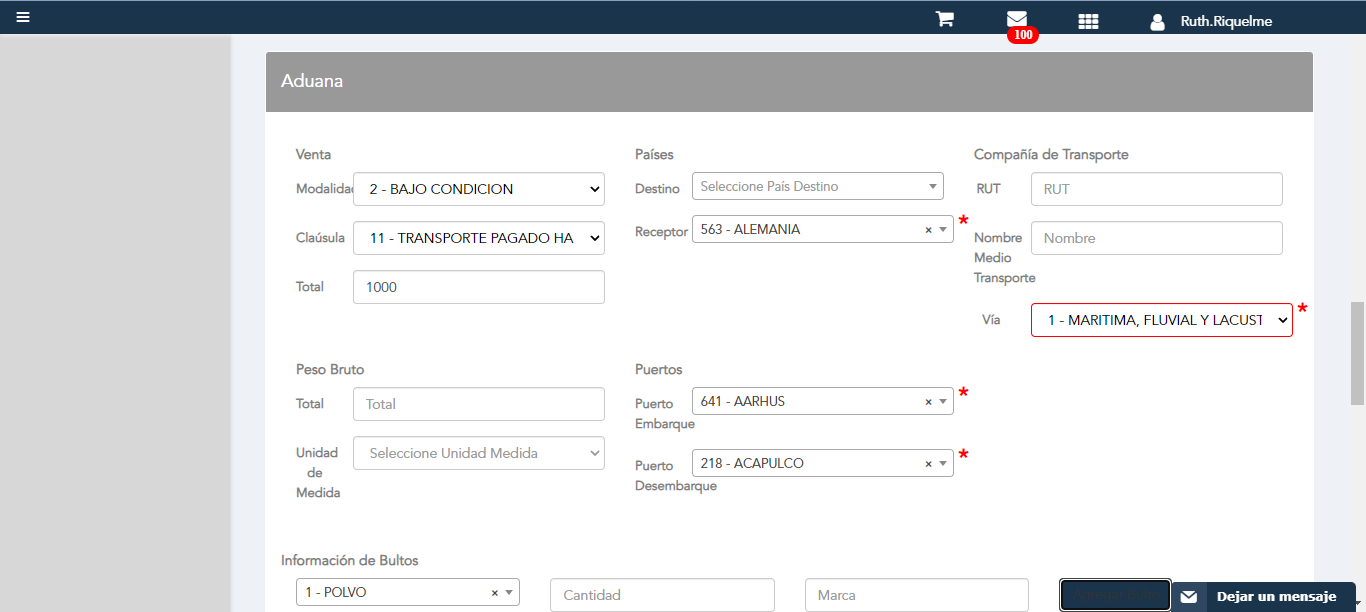 Ruth.Riquelme
100
Aduana
Venta
Países
Compañía de Transporte
Modalidad 2 - BAJO CONDICION
Destino Seleccione País Destino
RUT RUT
Claúsula 11 - TRANSPORTE PAGADO HA
Receptor 563 - ALEMANIA × *
Nombre Medio Transporte Nombre
Total 1000
Vía 1 - MARITIMA, FLUVIAL Y LACUST *
Peso Bruto
Puertos
Total Total
Puerto Embarque 641 - AARHUS × *
Unidad de Medida Seleccione Unidad Medida
Puerto Desembarque 218 - ACAPULCO × *
Información de Bultos
1 - POLVO ×
Cantidad
Marca
Dejar un mensaje